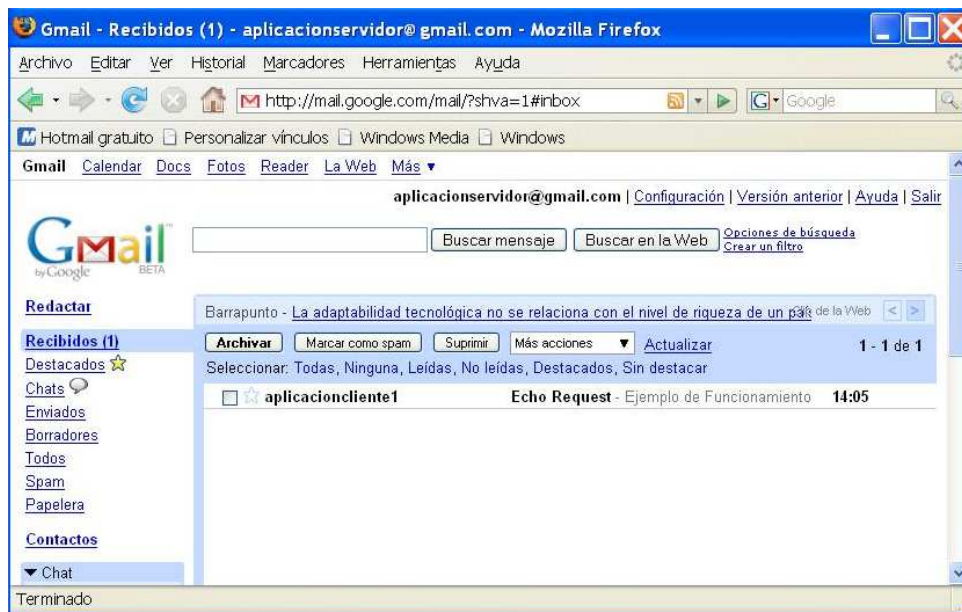 Gmail - Recibidos (1) - aplicacionservidor@gmail.com - Mozilla Firefox
Archivo Editar Ver Historial Marcadores Herramientas Ayuda
http://mail.google.com/mail/?shva=1#inbox G Google
Hotmail gratuito Personalizar vínculos Windows Media Windows
Gmail Calendar Docs Fotos Reader La Web Más ▼
aplicacionservidor@gmail.com | Configuración | Versión anterior | Ayuda | Salir
Gmail
by Google BETA
Buscar mensaje Buscar en la Web Opciones de búsqueda
Crear un filtro
Redactar
Barrapunto - La adaptabilidad tecnológica no se relaciona con el nivel de riqueza de un país de la Web < >
Recibidos (1)
Archivar Marcar como spam Suprimir Más acciones ▼ Actualizar 1 - 1 de 1
Destacados
Seleccionar: Todas, Ninguna, Leídas, No leídas, Destacados, Sin destacar
Chats
aplicacioncliente1 Echo Request - Ejemplo de Funcionamiento 14:05
Enviados
Borradores
Todos
Spam
Papelera
Contactos
▼ Chat
Terminado